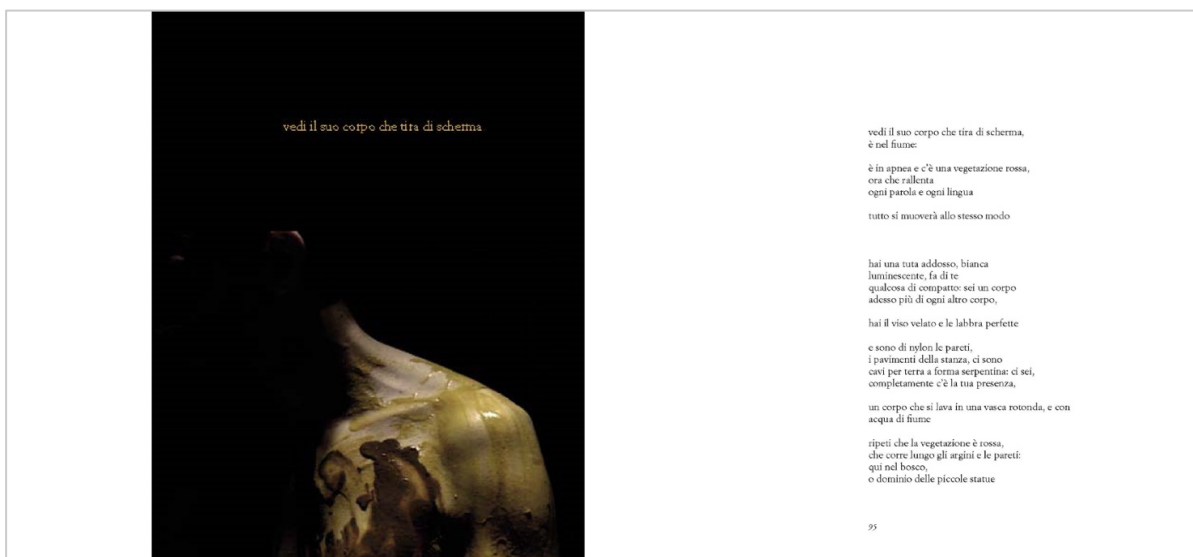 vedi il suo corpo che tira di scherma
vedi il suo corpo che tira di scherma,
è nel fiume:
è in apnea e c'è una vegetazione rossa,
ora che rallenta
ogni parola e ogni lingua
tutto si muoverà allo stesso modo
hai una tuta addosso, bianca
luminescente, fa di te
qualcosa di compatto: sei un corpo
adesso più di ogni altro corpo,
hai il viso velato e le labbra perfette
e sono di nylon le pareti,
i pavimenti della stanza, ci sono
cavi per terra a forma serpentina: ci sei,
completamente c'è la tua presenza,
un corpo che si lava in una vasca rotonda, e con
acqua di fiume
ripeti che la vegetazione è rossa,
che corre lungo gli argini e le pareti:
qui nel bosco,
o dominio delle piccole statue
95